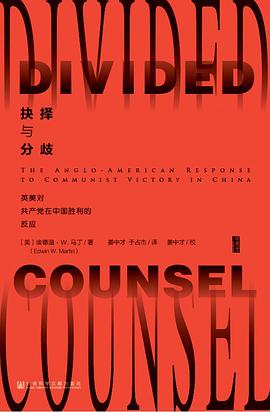 DIVIDED
DIVIDED
抉择
与
分歧
THE ANGLO-AMERICAN RESPONSE
TO COMMUNIST VICTORY IN CHINA
英美对
共产党在中国胜利的
反应
[美] 埃德温·W. 马丁 / 著 姜中才 于占杰 / 译 姜中才 / 校
(Edwin W. Martin)
COUNSEL
COUNSEL
社会科学文献出版社